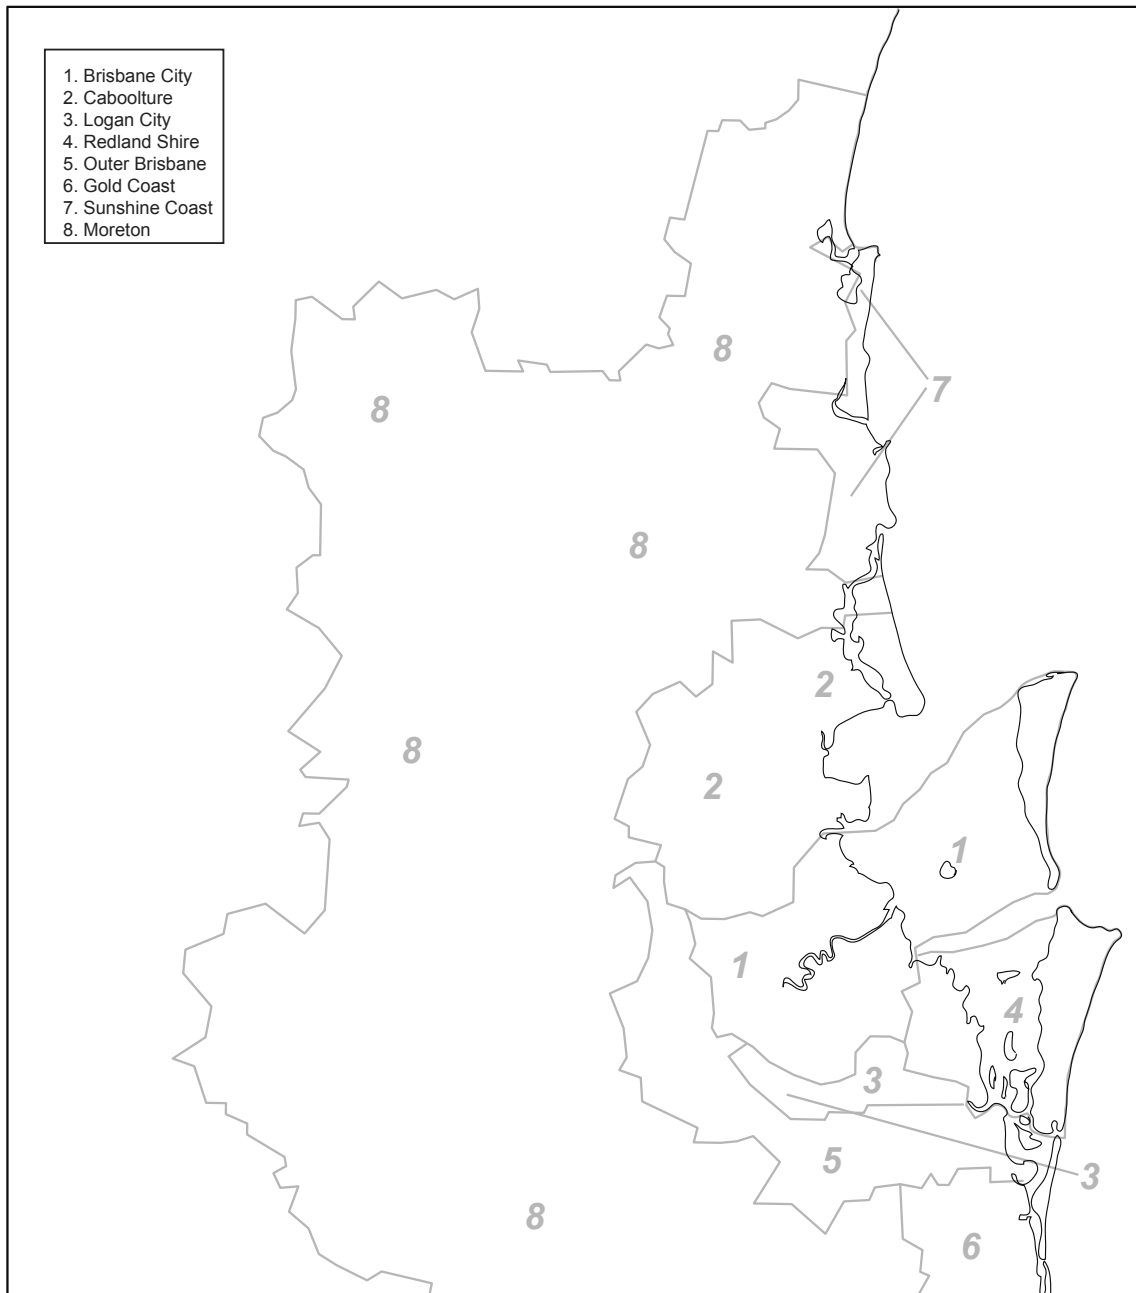 1. Brisbane City
2. Caboolture
3. Logan City
4. Redland Shire
5. Outer Brisbane
6. Gold Coast
7. Sunshine Coast
8. Moreton
8
7
8
8
2
8
2
1
1
4
3
5
3
8
6